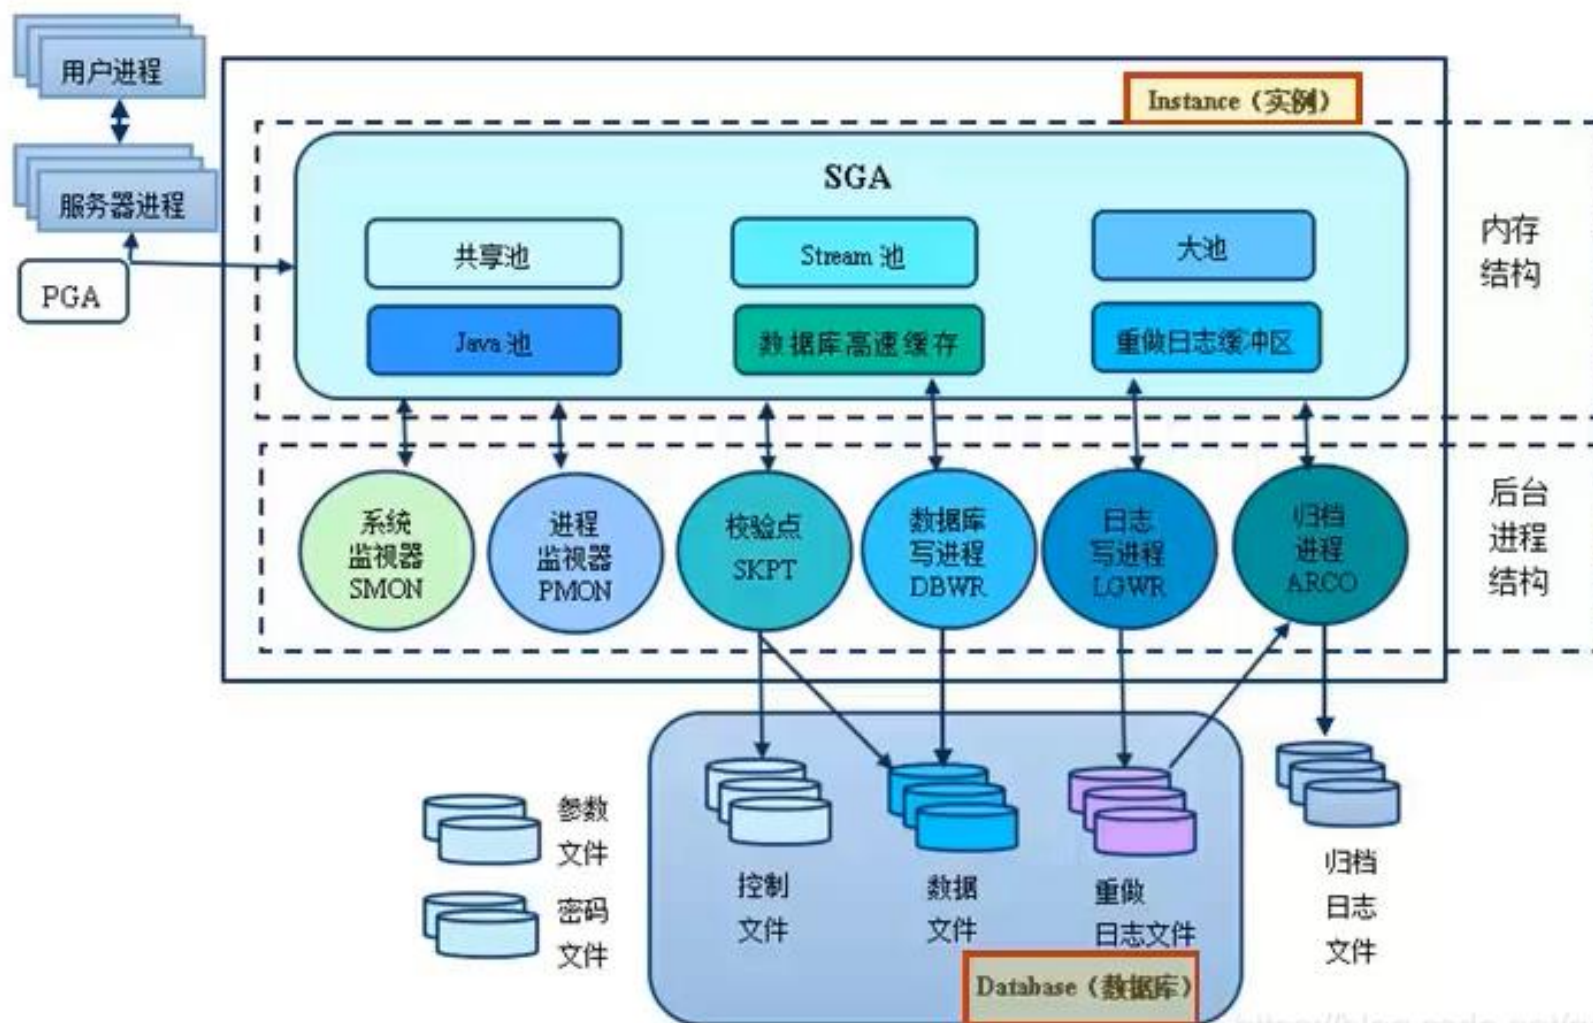 用户进程
服务器进程
PGA
Instance（实例）
SGA
共享池
Stream 池
大池
Java 池
数据库高速缓存
重做日志缓冲区
内存
结构
系统
监视器
SMON
进程
监视器
PMON
校验点
SKPT
数据库
写进程
DBWR
日志
写进程
LGWR
归档
进程
ARCO
后台
进程
结构
参数
文件
密码
文件
控制
文件
数据
文件
重做
日志文件
归档
日志
文件
Database（数据库）